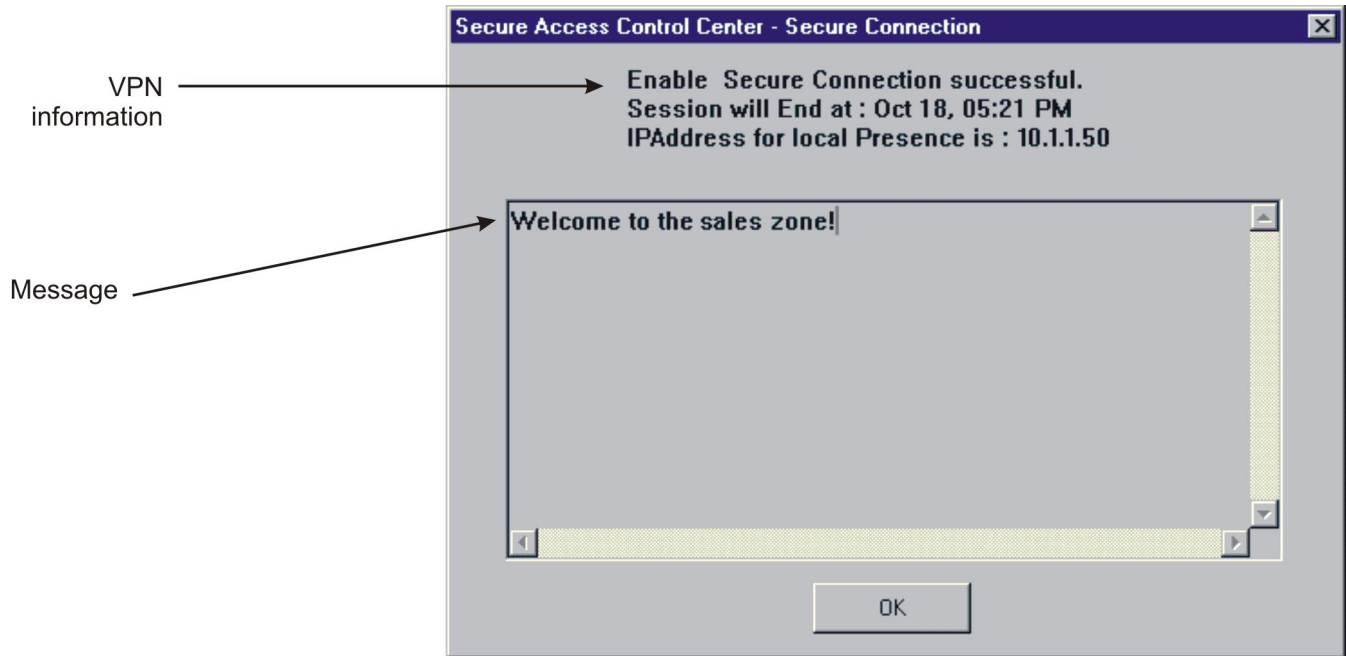 Secure Access Control Center - Secure Connection
VPN
information
Enable Secure Connection successful.
Session will End at : Oct 18, 05:21 PM
IPAddress for local Presence is : 10.1.1.50
Message
Welcome to the sales zone!
OK